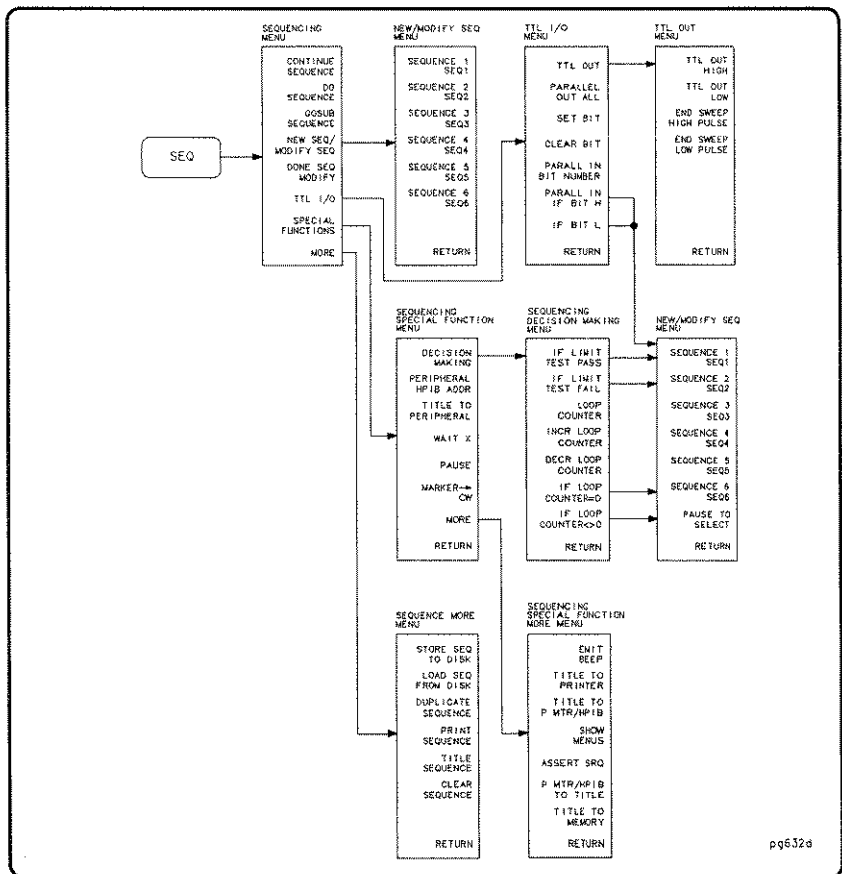 SEQ
SEQUENCING
MENU
CONTINUE
SEQUENCE
DO
SEQUENCE
GOSUB
SEQUENCE
NEW SEQ/
MODIFY SEQ
DONE SEQ
MODIFY
TTL I/O
SPECIAL
FUNCTIONS
MORE
NEW/MODIFY SEQ
MENU
SEQUENCE 1
SEQ1
SEQUENCE 2
SEQ2
SEQUENCE 3
SEQ3
SEQUENCE 4
SEQ4
SEQUENCE 5
SEQ5
SEQUENCE 6
SEQ6
RETURN
TTL I/O
MENU
TTL OUT
PARALLEL
OUT ALL
SET BIT
CLEAR BIT
PARALL IN
BIT NUMBER
PARALL IN
IF BIT H
IF BIT L
RETURN
TTL OUT
MENU
TTL OUT
HIGH
TTL OUT
LOW
END SWEEP
HIGH PULSE
END SWEEP
LOW PULSE
RETURN
SEQUENCING
SPECIAL FUNCTION
MENU
DECISION
MAKING
PERIPHERAL
HPIB ADDR
TITLE TO
PERIPHERAL
WAIT X
PAUSE
MARKER→
CW
MORE
RETURN
SEQUENCING
DECISION MAKING
MENU
IF LIMIT
TEST PASS
IF LIMIT
TEST FAIL
LOOP
COUNTER
INCR LOOP
COUNTER
DECR LOOP
COUNTER
IF LOOP
COUNTER=0
IF LOOP
COUNTER<>0
RETURN
NEW/MODIFY SEQ
MENU
SEQUENCE 1
SEQ1
SEQUENCE 2
SEQ2
SEQUENCE 3
SEQ3
SEQUENCE 4
SEQ4
SEQUENCE 5
SEQ5
SEQUENCE 6
SEQ6
PAUSE TO
SELECT
RETURN
SEQUENCE MORE
MENU
STORE SEQ
TO DISK
LOAD SEQ
FROM DISK
DUPLICATE
SEQUENCE
PRINT
SEQUENCE
TITLE
SEQUENCE
CLEAR
SEQUENCE
RETURN
SEQUENCING
SPECIAL FUNCTION
MORE MENU
EMIT
BEEP
TITLE TO
PRINTER
TITLE TO
P MTR/HPIB
SHOW
MENUS
ASSERT SRQ
P MTR/HPIB
TO TITLE
TITLE TO
MEMORY
RETURN
pg632d